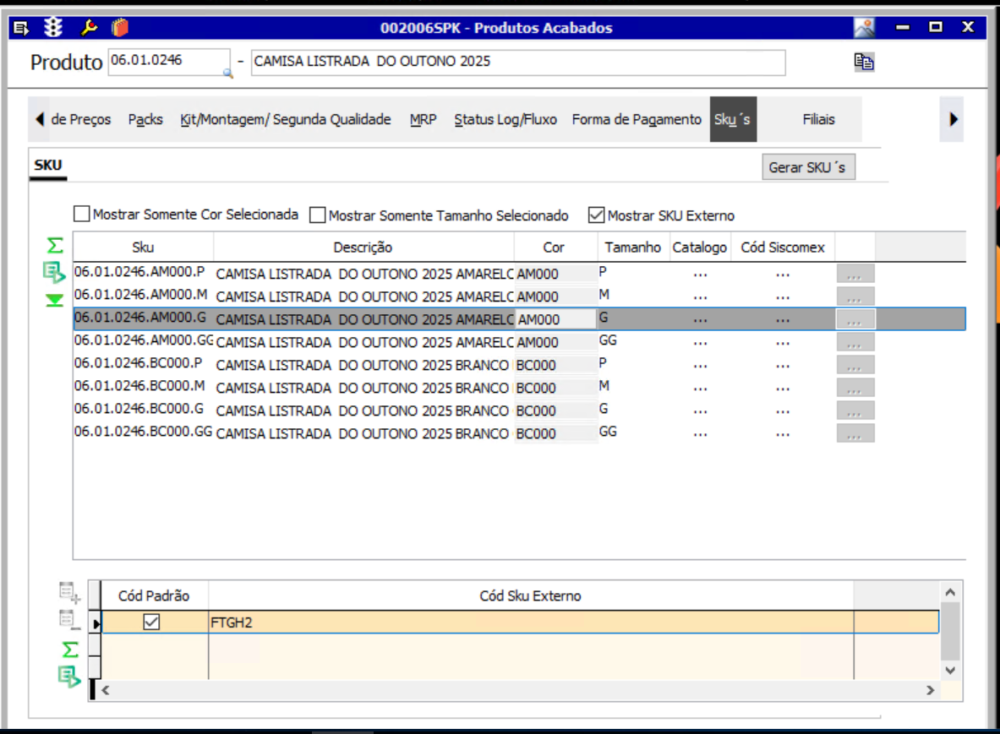 002006SPK - Produtos Acabados
Produto 06.01.0246 - CAMISA LISTRADA DO OUTONO 2025
de Preços Packs Kit/Montagem/ Segunda Qualidade MRP Status Log/Fluxo Forma de Pagamento Sku´s Filiais
SKU Gerar SKU´s
Mostrar Somente Cor Selecionada Mostrar Somente Tamanho Selecionado Mostrar SKU Externo
Sku Descrição Cor Tamanho Catalogo Cód Siscomex
06.01.0246.AM000.P CAMISA LISTRADA DO OUTONO 2025 AMARELO AM000 P ... ... ...
06.01.0246.AM000.M CAMISA LISTRADA DO OUTONO 2025 AMARELO AM000 M ... ... ...
06.01.0246.AM000.G CAMISA LISTRADA DO OUTONO 2025 AMARELO AM000 G ... ... ...
06.01.0246.AM000.GG CAMISA LISTRADA DO OUTONO 2025 AMARELO AM000 GG ... ... ...
06.01.0246.BC000.P CAMISA LISTRADA DO OUTONO 2025 BRANCO BC000 P ... ... ...
06.01.0246.BC000.M CAMISA LISTRADA DO OUTONO 2025 BRANCO BC000 M ... ... ...
06.01.0246.BC000.G CAMISA LISTRADA DO OUTONO 2025 BRANCO BC000 G ... ... ...
06.01.0246.BC000.GG CAMISA LISTRADA DO OUTONO 2025 BRANCO BC000 GG ... ... ...
Cód Padrão Cód Sku Externo
FTGH2